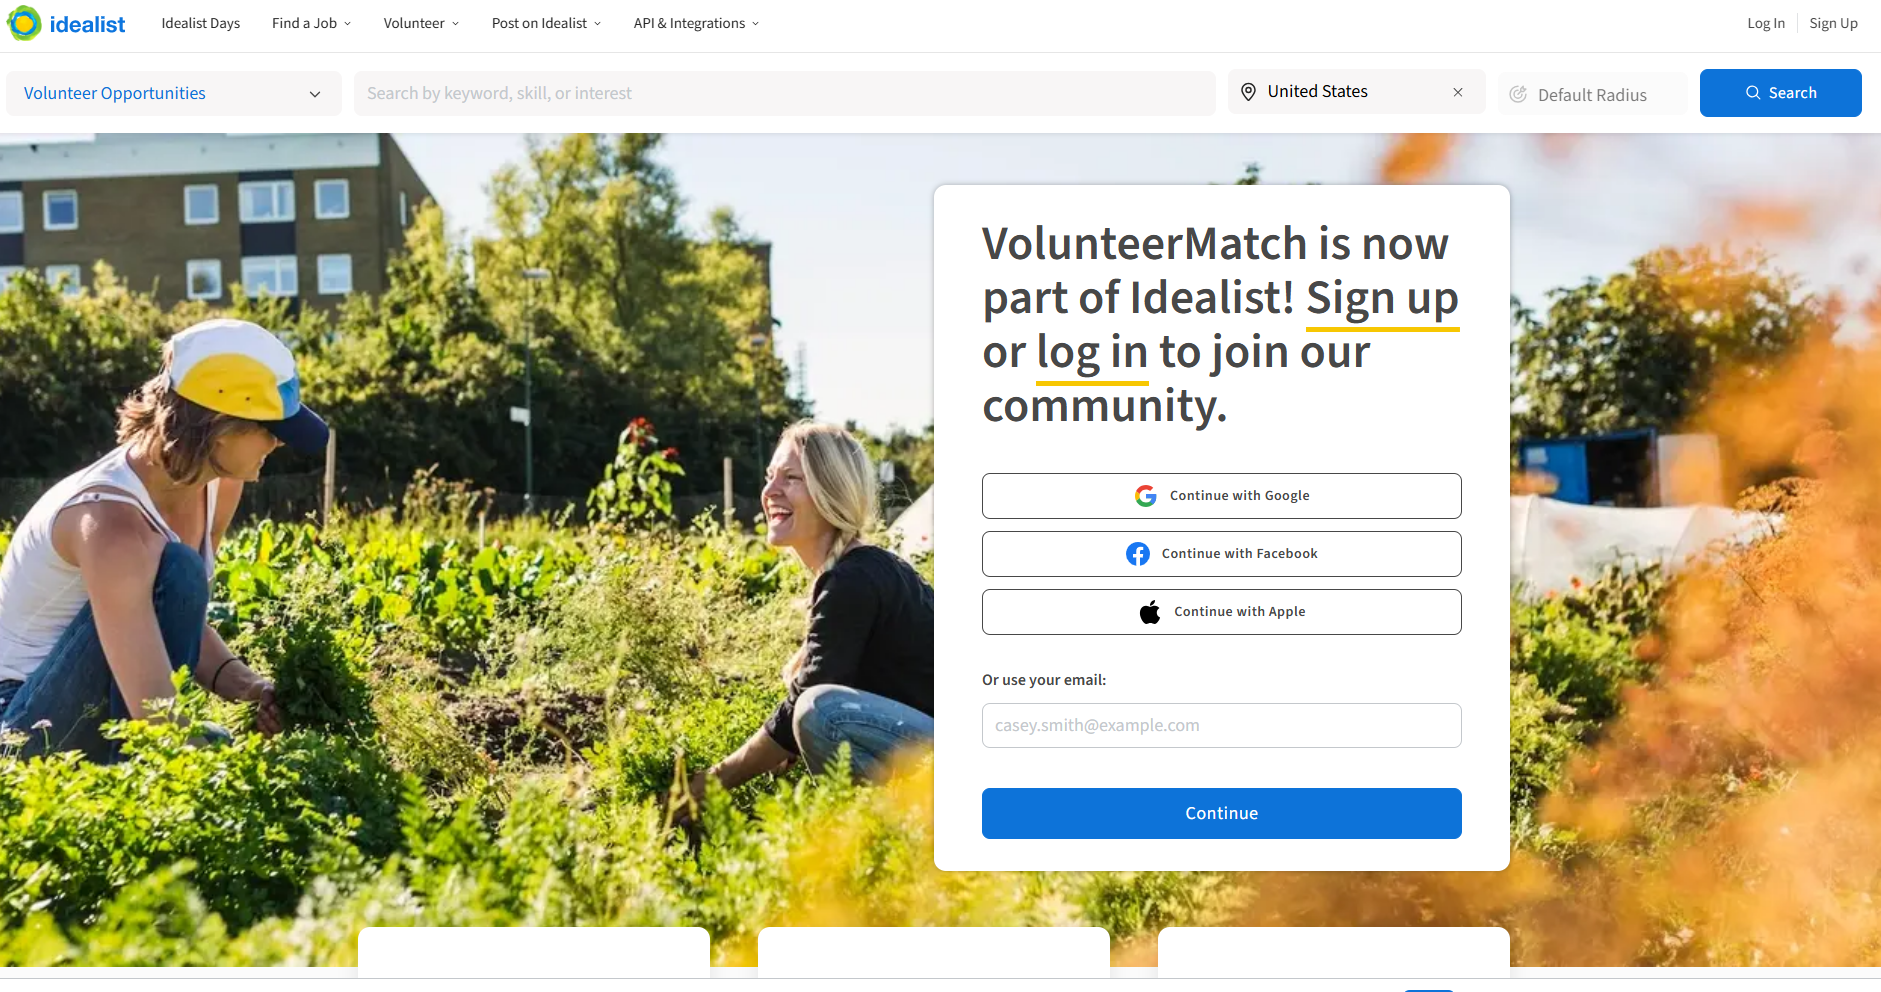 idealist
Idealist Days
Find a Job
Volunteer
Post on Idealist
API & Integrations
Log In
Sign Up
Volunteer Opportunities
Search by keyword, skill, or interest
United States
Default Radius
Search
VolunteerMatch is now
part of Idealist! Sign up
or log in to join our
community.
Continue with Google
Continue with Facebook
Continue with Apple
Or use your email:
casey.smith@example.com
Continue